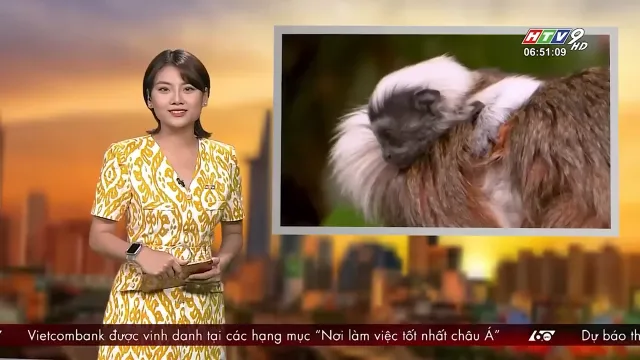 HTV9 HD
06:51:09
Vietcombank được vinh danh tại các hạng mục “Nơi làm việc tốt nhất châu Á”
Dự báo th